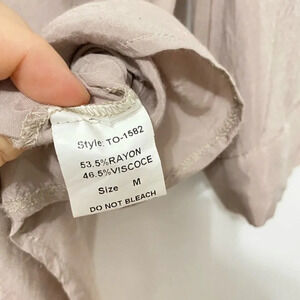 Style: TO-1582
53.5%RAYON
46.5%VISCOCE
Size M
DO NOT BLEACH